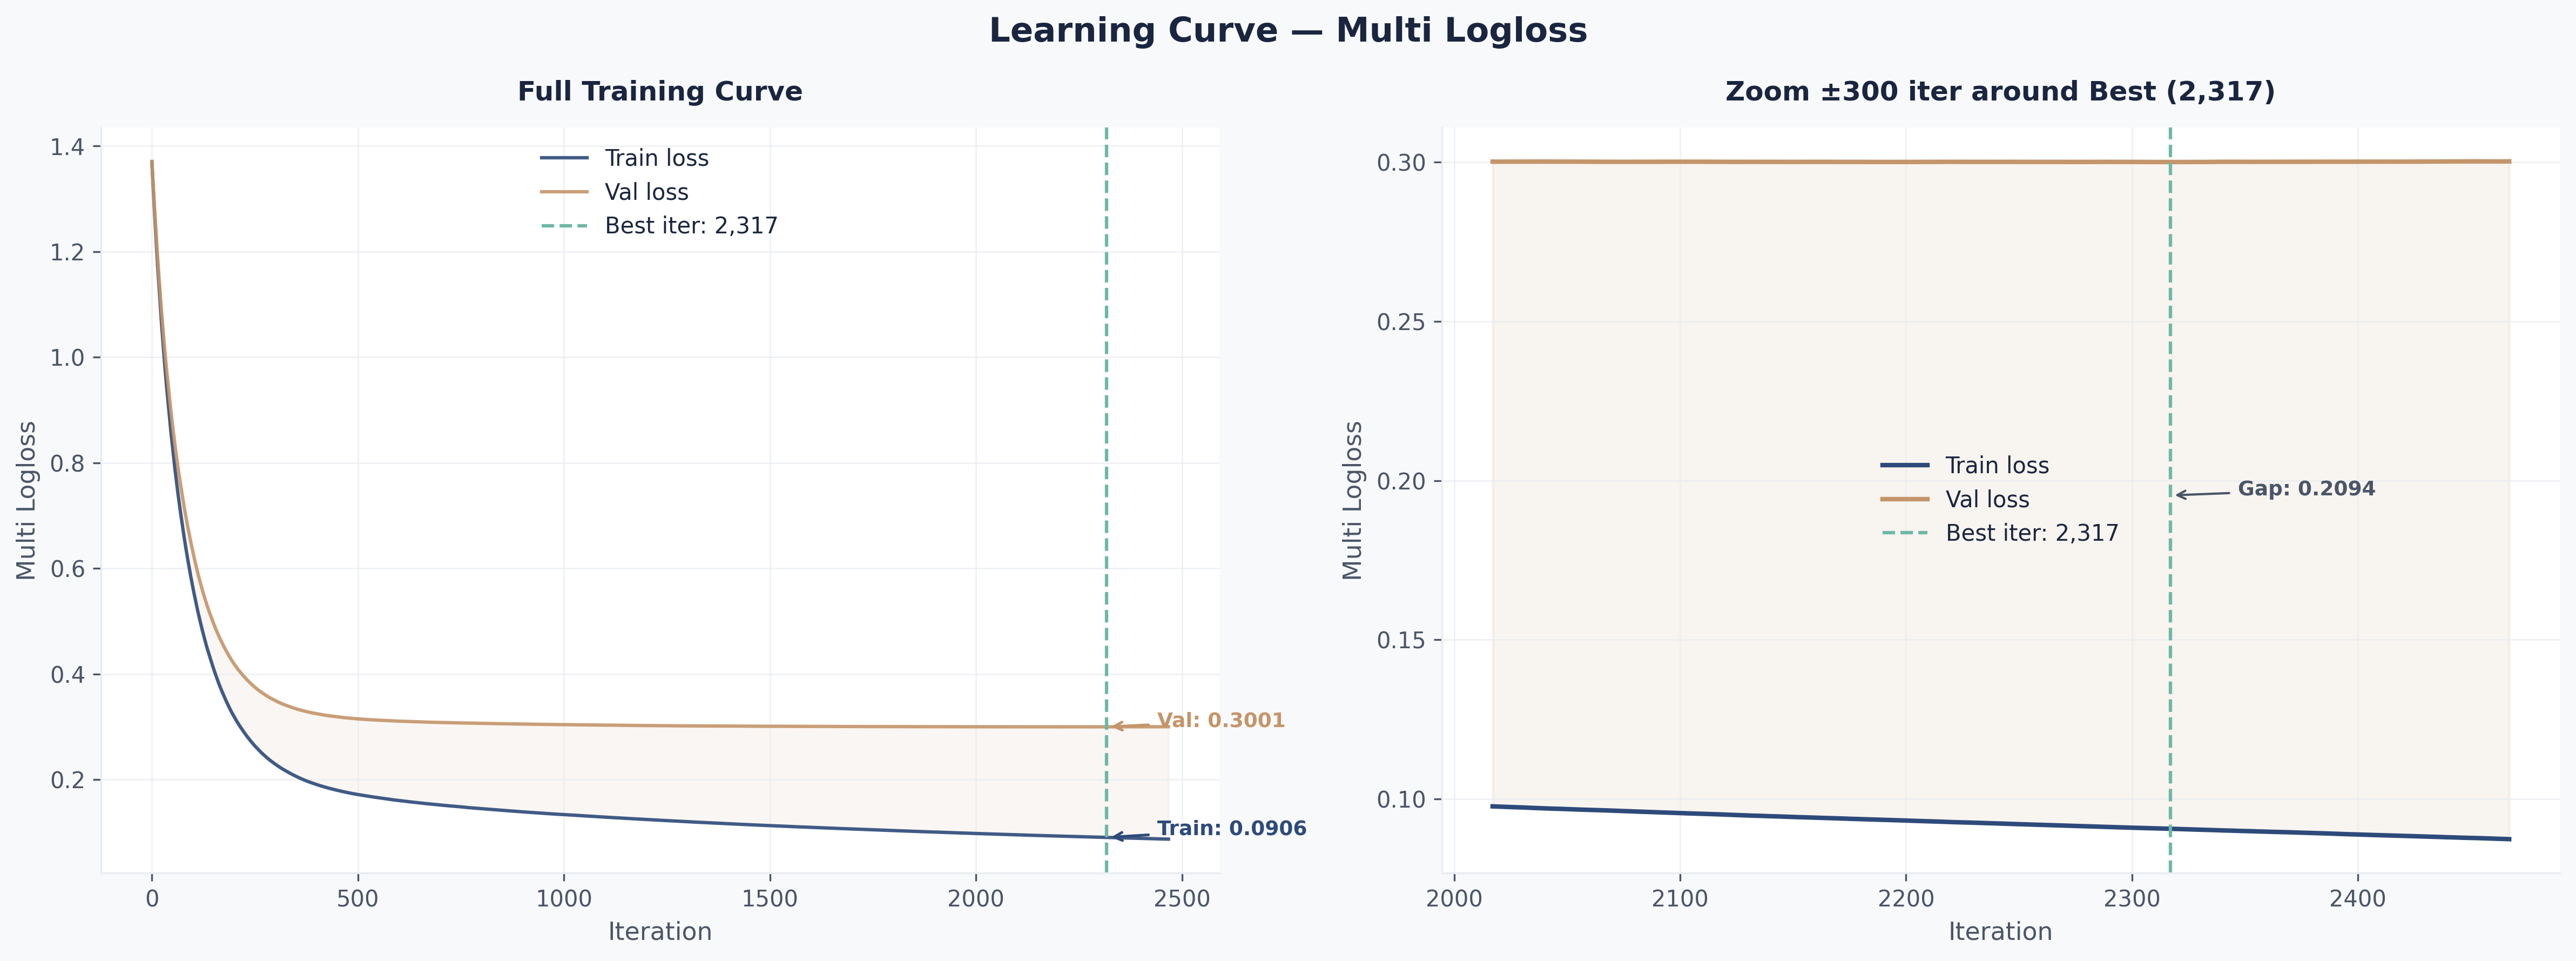 Learning Curve — Multi Logloss
Full Training Curve
Multi Logloss
1.4
1.2
1.0
0.8
0.6
0.4
0.2
Train loss
Val loss
Best iter: 2,317
Val: 0.3001
Train: 0.0906
0 500 1000 1500 2000 2500
Iteration
Zoom ±300 iter around Best (2,317)
Multi Logloss
0.30
0.25
0.20
0.15
0.10
Train loss
Val loss
Best iter: 2,317
Gap: 0.2094
2000 2100 2200 2300 2400
Iteration